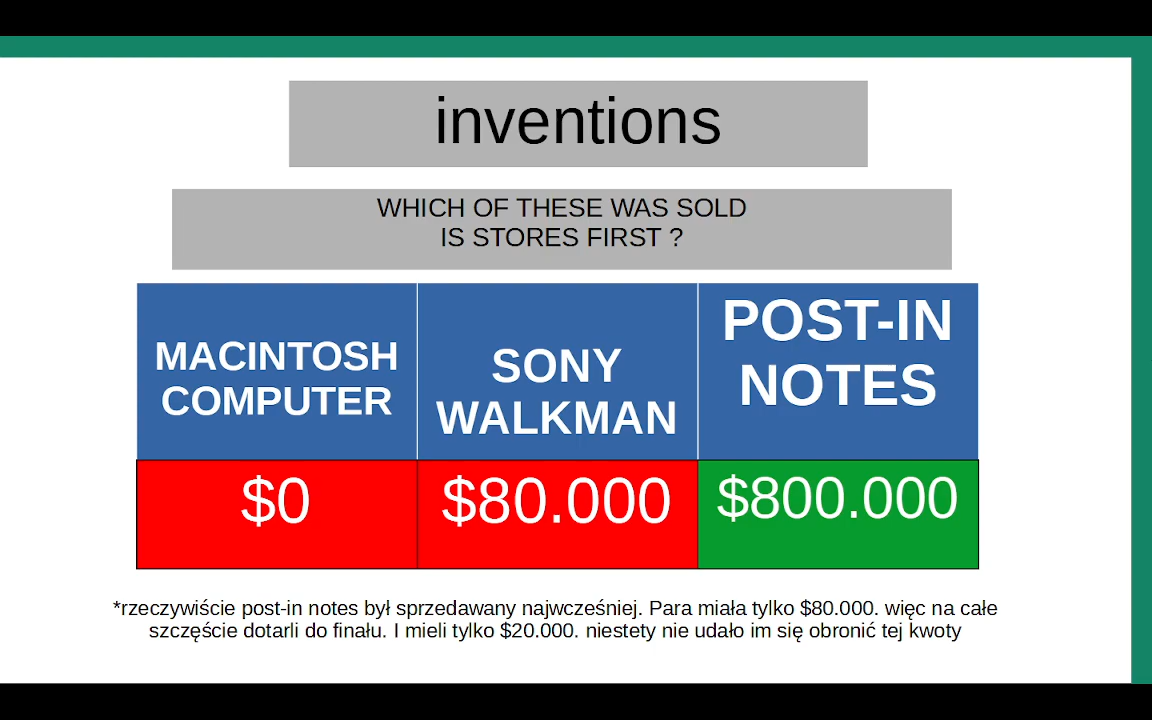 inventions
WHICH OF THESE WAS SOLD
IS STORES FIRST ?
MACINTOSH
COMPUTER
SONY
WALKMAN
POST-IN
NOTES
$0
$80.000
$800.000
*rzeczywiście post-in notes był sprzedawany najwcześniej. Para miała tylko $80.000. więc na całe
szczęście dotarli do finału. I mieli tylko $20.000. niestety nie udało im się obronić tej kwoty